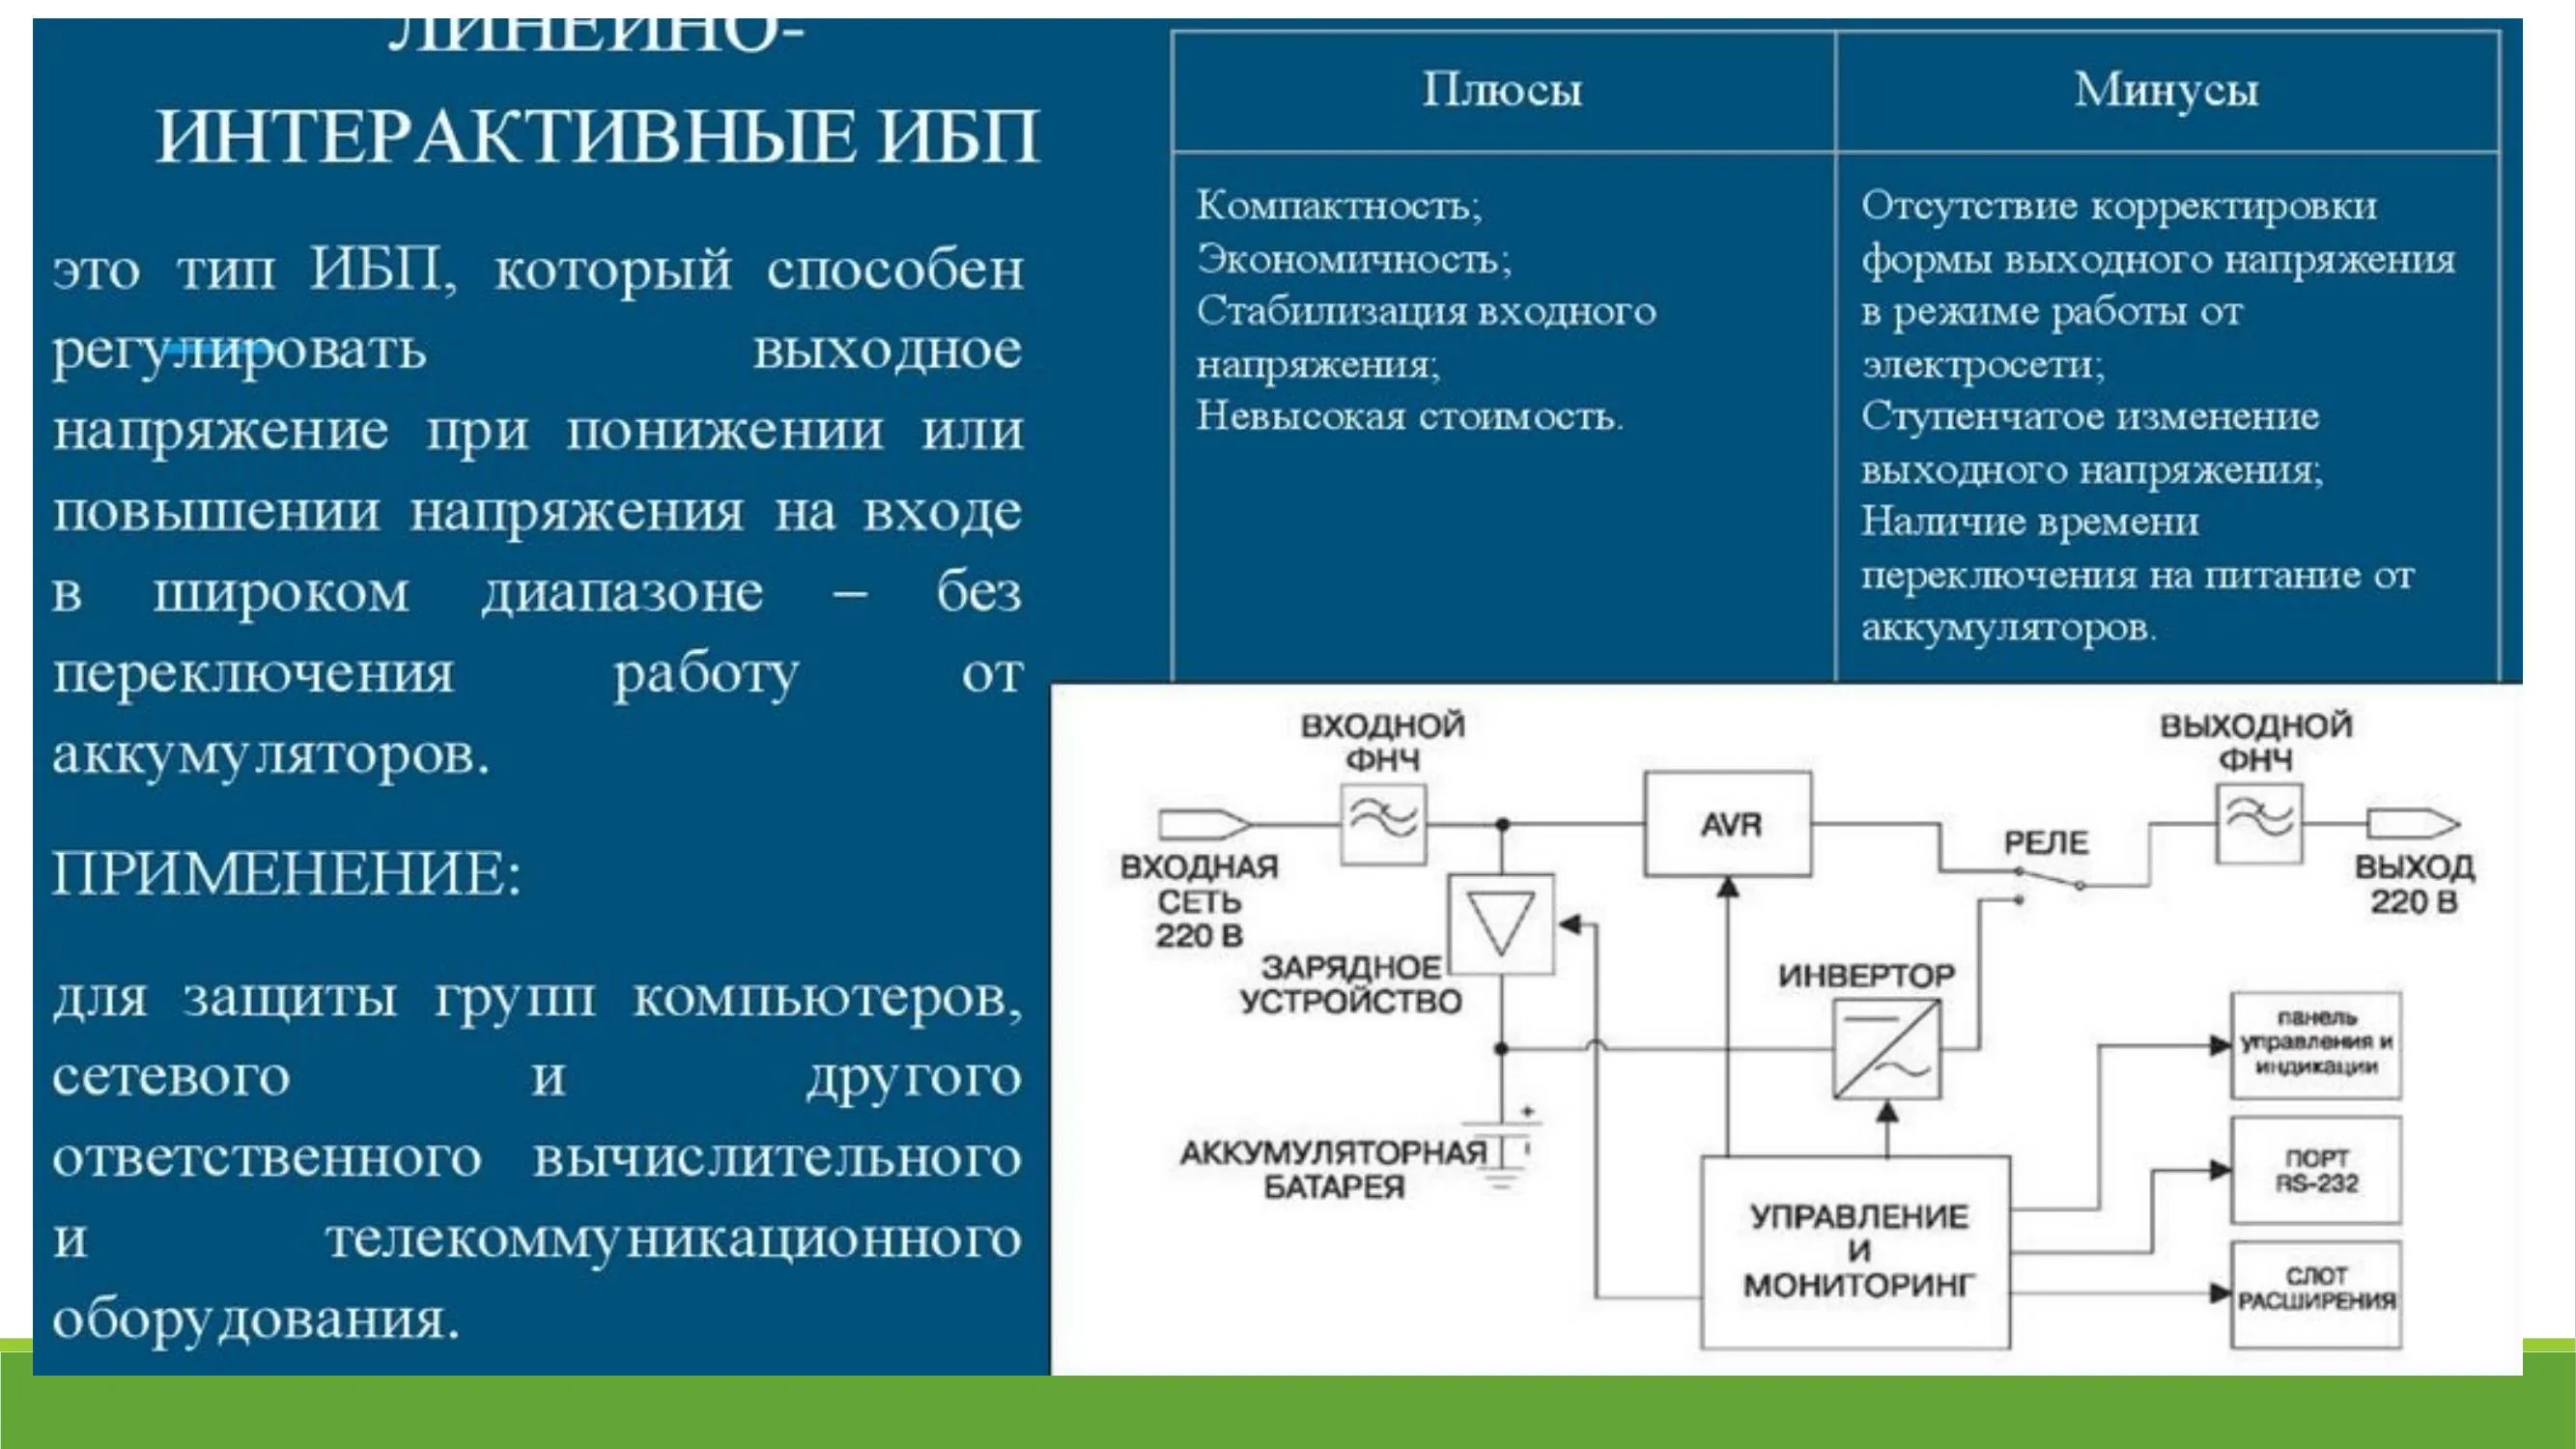 ЛИНЕЙНО-
ИНТЕРАКТИВНЫЕ ИБП
это тип ИБП, который способен
регулировать выходное
напряжение при понижении или
повышении напряжения на входе
в широком диапазоне – без
переключения работу от
аккумуляторов.
ПРИМЕНЕНИЕ:
для защиты групп компьютеров,
сетевого и другого
ответственного вычислительного
и телекоммуникационного
оборудования.
Плюсы
Компактность;
Экономичность;
Стабилизация входного
напряжения;
Невысокая стоимость.
Минусы
Отсутствие корректировки
формы выходного напряжения
в режиме работы от
электросети;
Ступенчатое изменение
выходного напряжения;
Наличие времени
переключения на питание от
аккумуляторов.
ВХОДНОЙ
ФНЧ
ВЫХОДНОЙ
ФНЧ
AVR
РЕЛЕ
ВХОДНАЯ
СЕТЬ
220 В
ВЫХОД
220 В
ЗАРЯДНОЕ
УСТРОЙСТВО
ИНВЕРТОР
панель
управления и
индикации
+
АККУМУЛЯТОРНАЯ
БАТАРЕЯ
ПОРТ
RS-232
УПРАВЛЕНИЕ
И
МОНИТОРИНГ
СЛОТ
РАСШИРЕНИЯ